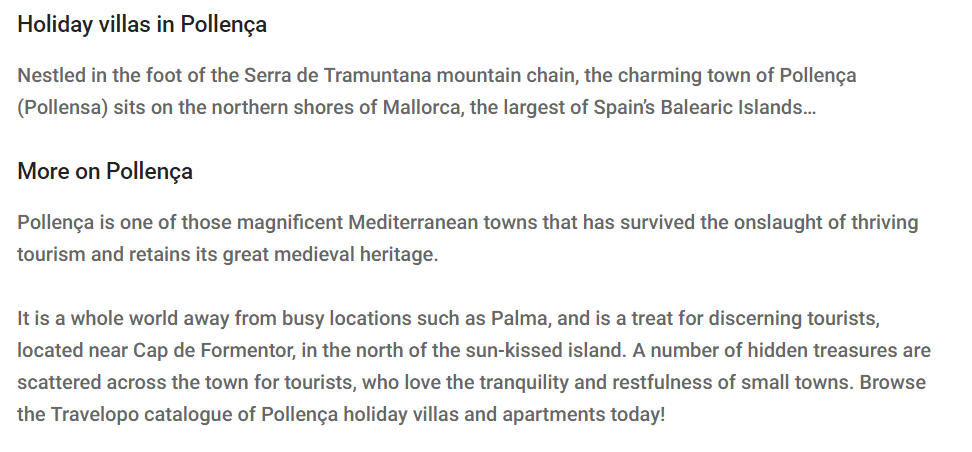 Holiday villas in Pollença
Nestled in the foot of the Serra de Tramuntana mountain chain, the charming town of Pollença
(Pollensa) sits on the northern shores of Mallorca, the largest of Spain’s Balearic Islands...
More on Pollença
Pollença is one of those magnificent Mediterranean towns that has survived the onslaught of thriving
tourism and retains its great medieval heritage.
It is a whole world away from busy locations such as Palma, and is a treat for discerning tourists,
located near Cap de Formentor, in the north of the sun-kissed island. A number of hidden treasures are
scattered across the town for tourists, who love the tranquility and restfulness of small towns. Browse
the Travelopo catalogue of Pollença holiday villas and apartments today!